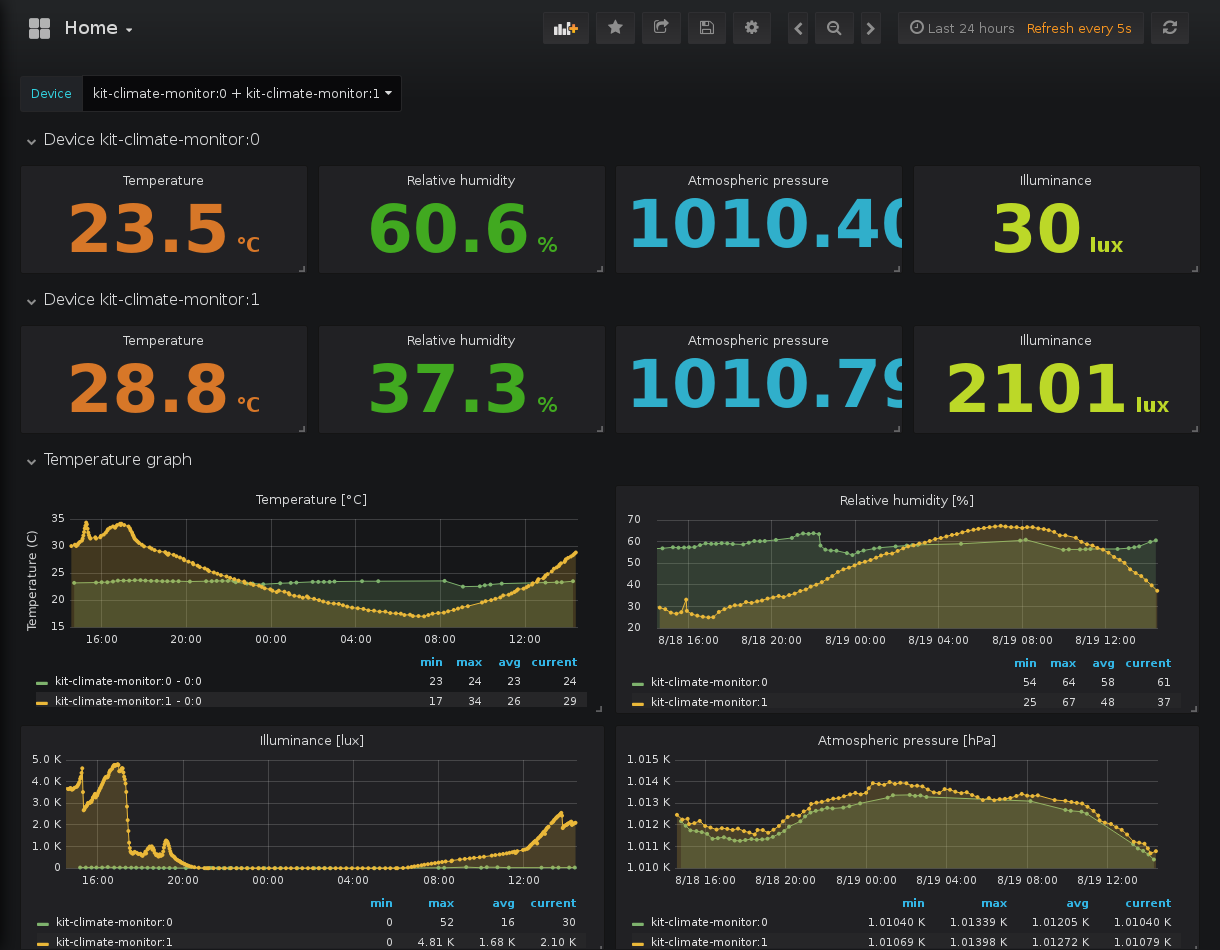 Home
Last 24 hours Refresh every 5s
Device kit-climate-monitor:0 + kit-climate-monitor:1
Device kit-climate-monitor:0
Temperature Relative humidity Atmospheric pressure Illuminance
23.5 °C 60.6 % 1010.40 30 lux
Device kit-climate-monitor:1
Temperature Relative humidity Atmospheric pressure Illuminance
28.8 °C 37.3 % 1010.79 2101 lux
Temperature graph
Temperature [°C]
Temperature (C)
35
30
25
20
15
16:00 20:00 00:00 04:00 08:00 12:00
min max avg current
kit-climate-monitor:0 - 0:0 23 24 23 24
kit-climate-monitor:1 - 0:0 17 34 26 29
Relative humidity [%]
70
60
50
40
30
20
8/18 16:00 8/18 20:00 8/19 00:00 8/19 04:00 8/19 08:00 8/19 12:00
min max avg current
kit-climate-monitor:0 54 64 58 61
kit-climate-monitor:1 25 67 48 37
Illuminance [lux]
5.0 K
4.0 K
3.0 K
2.0 K
1.0 K
0
16:00 20:00 00:00 04:00 08:00 12:00
min max avg current
kit-climate-monitor:0 0 52 16 30
kit-climate-monitor:1 0 4.81 K 1.68 K 2.10 K
Atmospheric pressure [hPa]
1.015 K
1.014 K
1.013 K
1.012 K
1.011 K
1.010 K
8/18 16:00 8/18 20:00 8/19 00:00 8/19 04:00 8/19 08:00 8/19 12:00
min max avg current
kit-climate-monitor:0 1.01040 K 1.01339 K 1.01205 K 1.01040 K
kit-climate-monitor:1 1.01069 K 1.01398 K 1.01272 K 1.01079 K